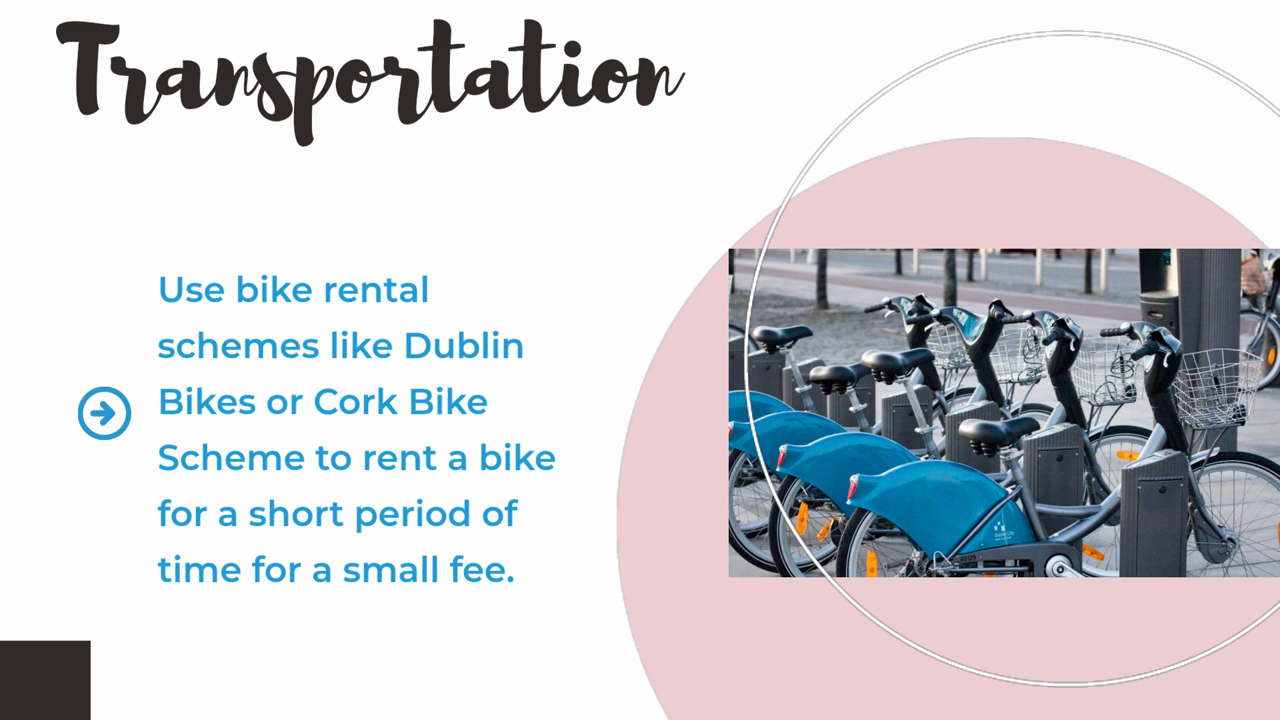 Transportation
Use bike rental
schemes like Dublin
Bikes or Cork Bike
Scheme to rent a bike
for a short period of
time for a small fee.